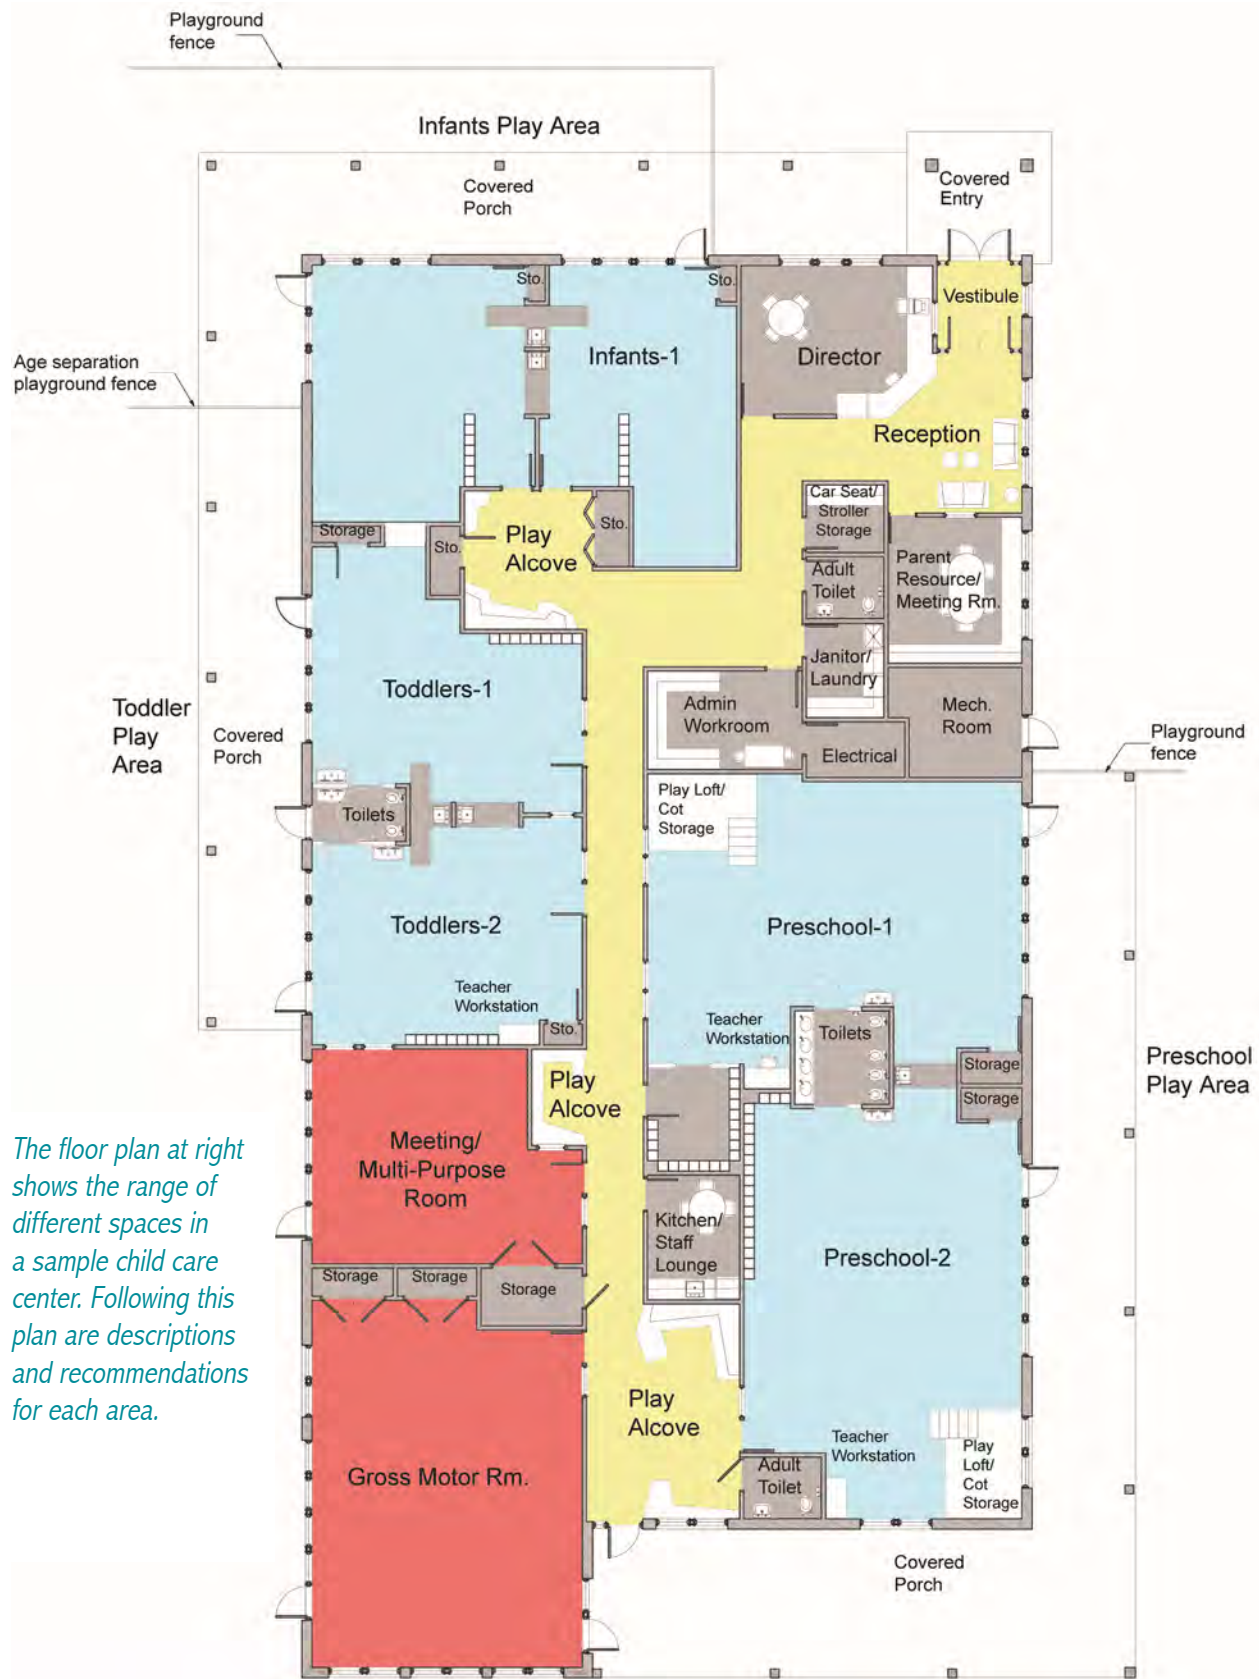 Playground
fence
Infants Play Area
Covered
Porch
Covered
Entry
Sto.
Sto.
Vestibule
Infants-1
Director
Age separation
playground fence
Reception
Car Seat/
Stroller
Storage
Storage
Sto.
Play
Alcove
Sto.
Adult
Toilet
Parent
Resource/
Meeting Rm.
Janitor/
Laundry
Toddlers-1
Admin
Workroom
Mech.
Room
Toddler
Play
Area
Covered
Porch
Electrical
Playground
fence
Play Loft/
Cot
Storage
Toilets
Toddlers-2
Preschool-1
Teacher
Workstation
Sto.
Teacher
Workstation
Toilets
Storage
Storage
Preschool
Play Area
Play
Alcove
Meeting/
Multi-Purpose
Room
The floor plan at right
shows the range of
different spaces in
a sample child care
center. Following this
plan are descriptions
and recommendations
for each area.
Kitchen/
Staff
Lounge
Preschool-2
Storage
Storage
Storage
Play
Alcove
Gross Motor Rm.
Adult
Toilet
Teacher
Workstation
Play
Loft/
Cot
Storage
Covered
Porch